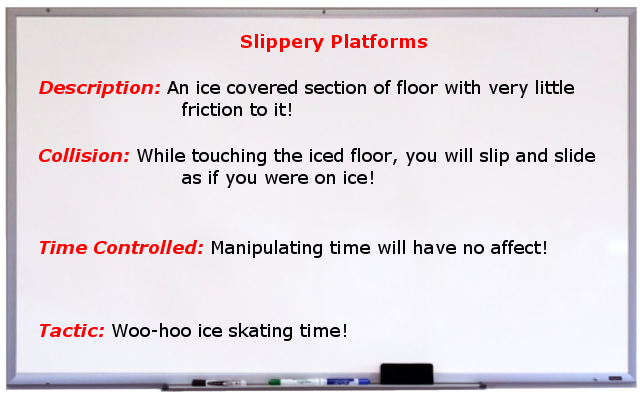 Slippery Platforms
Description: An ice covered section of floor with very little
friction to it!
Collision: While touching the iced floor, you will slip and slide
as if you were on ice!
Time Controlled: Manipulating time will have no affect!
Tactic: Woo-hoo ice skating time!